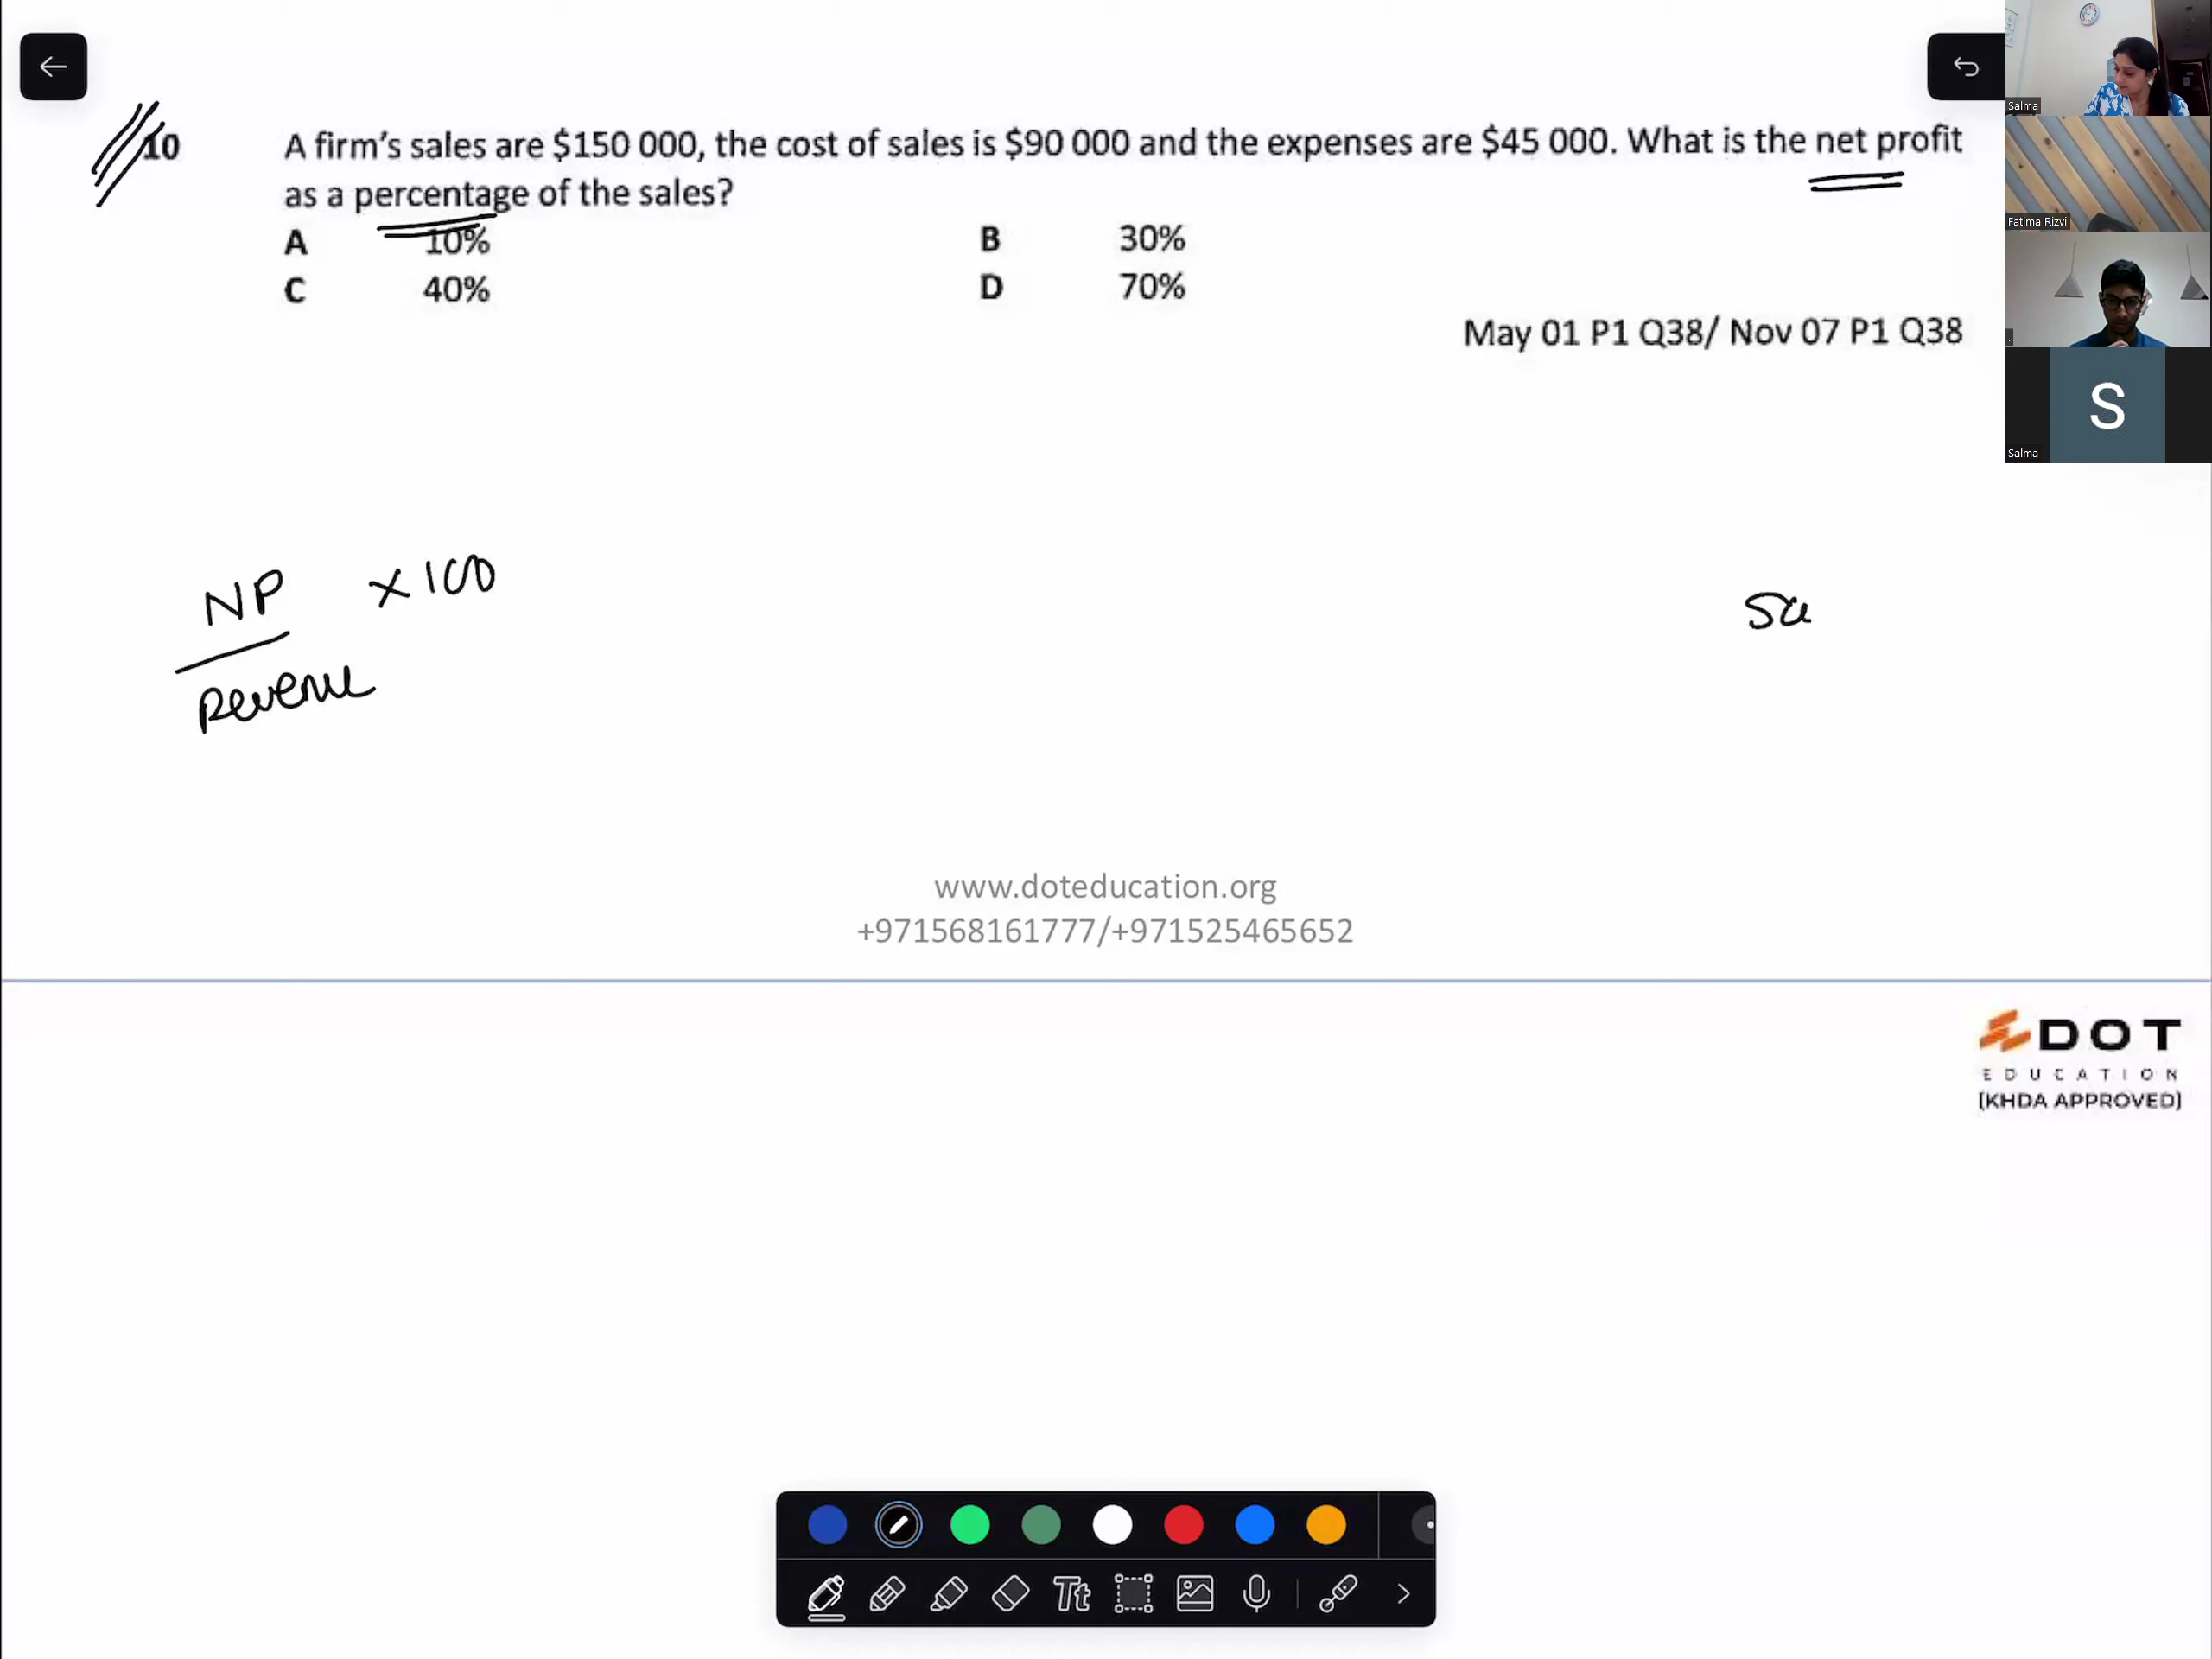 10 A firm's sales are $150 000, the cost of sales is $90 000 and the expenses are $45 000. What is the net profit
as a percentage of the sales?
A 10% B 30%
C 40% D 70%
May 01 P1 Q38/ Nov 07 P1 Q38
NP × 100
Revenue
Sa
www.doteducation.org
+971568161777/+971525465652
DOT
EDUCATION
(KHDA APPROVED)
Tt
Salma
Fatima Rizvi
.
S
Salma